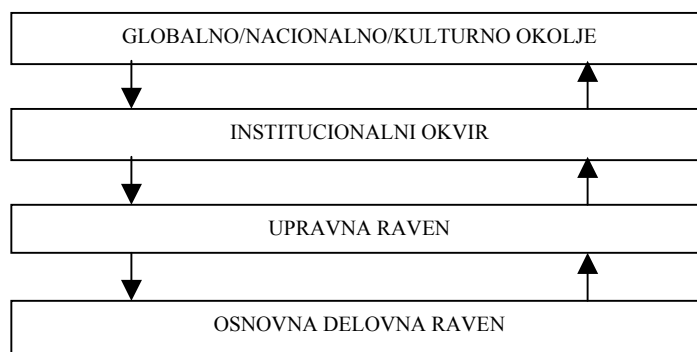 GLOBALNO/NACIONALNO/KULTURNO OKOLJE
INSTITUCIONALNI OKVIR
UPRAVNA RAVEN
OSNOVNA DELOVNA RAVEN